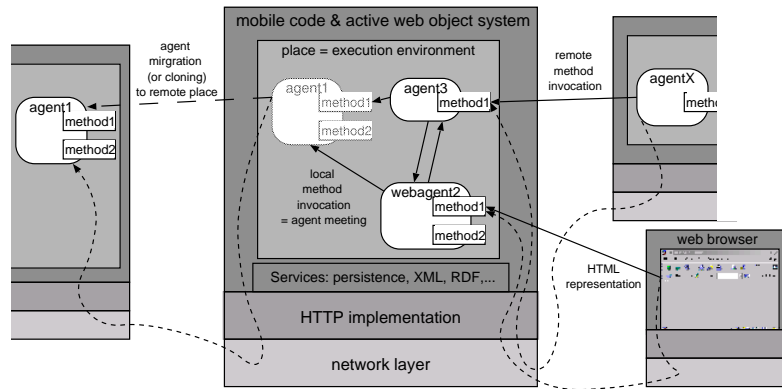 mobile code & active web object system
place = execution environment
agent
mirgration
(or cloning)
to remote place
agent1
method1
method2
agent1
method1
method2
agent3
method1
remote
method
invocation
agentX
local
method
invocation
= agent meeting
webagent2
method1
method2
web browser
HTML
representation
Services: persistence, XML, RDF,...
HTTP implementation
network layer